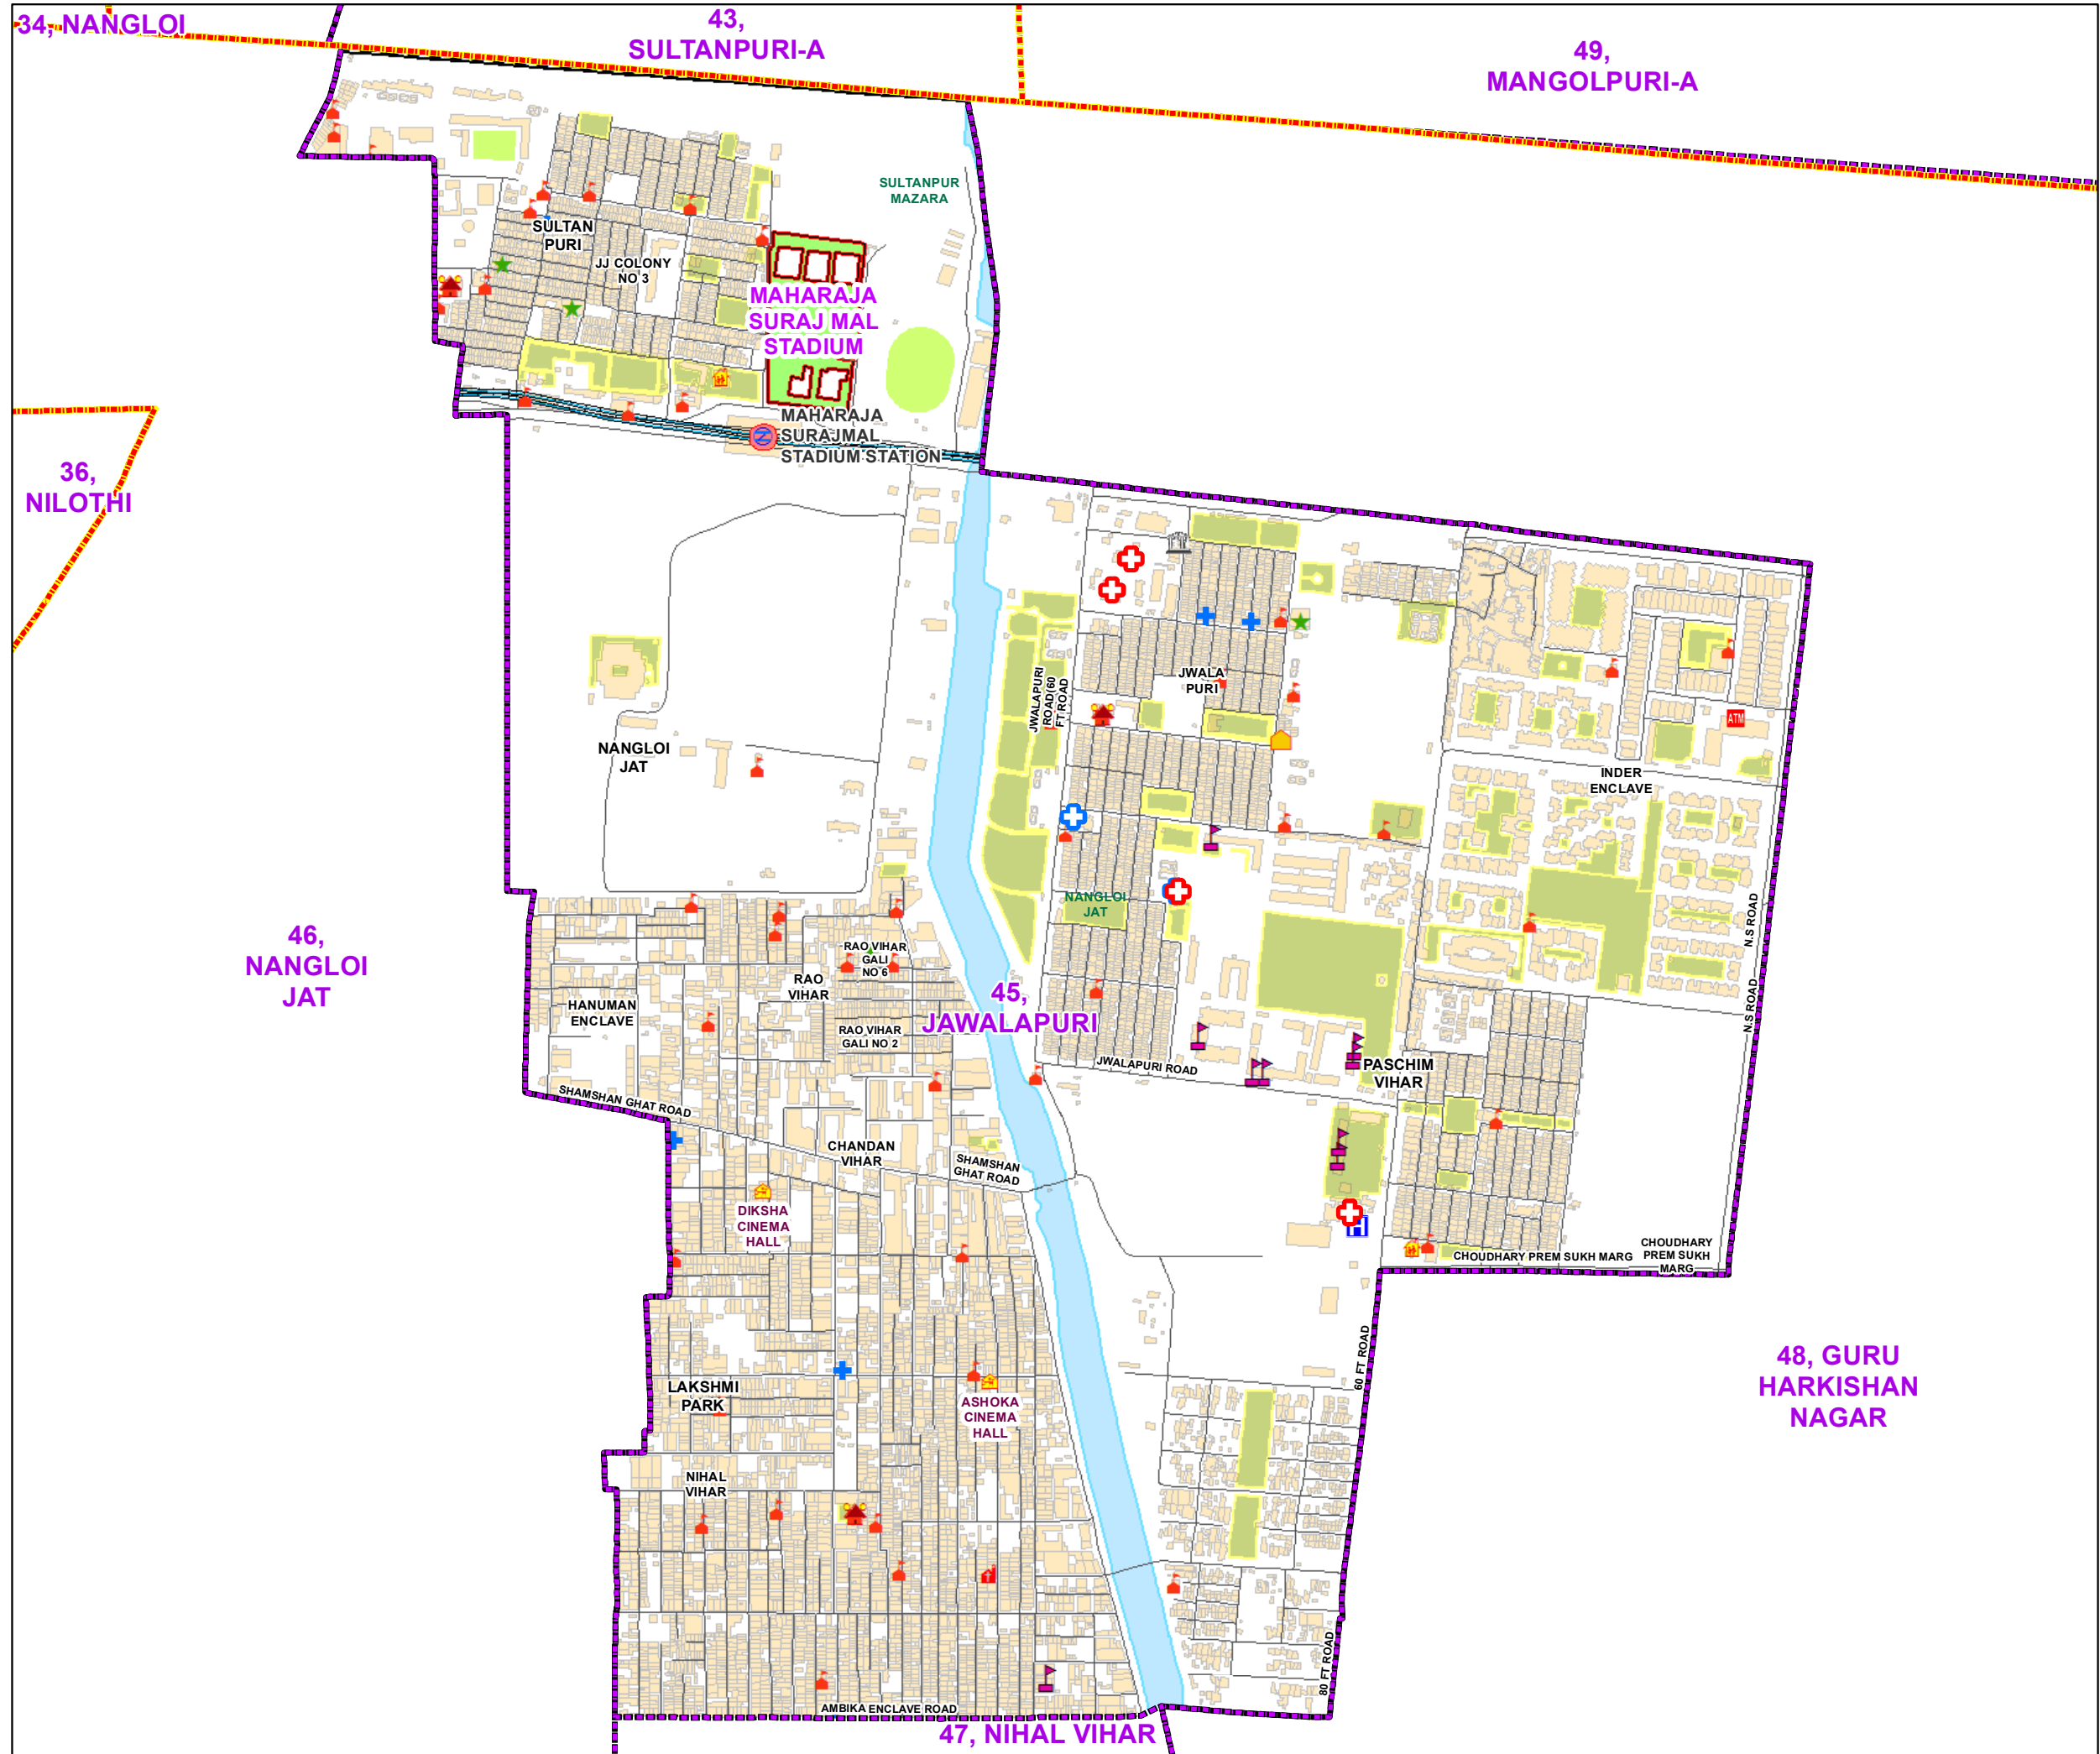 34, NANGLOI
43,
SULTANPURI-A
49,
MANGOLPURI-A
SULTANPUR
MAZARA
SULTAN
PURI
JJ COLONY
NO 3
MAHARAJA
SURAJ MAL
STADIUM
MAHARAJA
SURAJMAL
STADIUM STATION
36,
NILOTHI
JWALAPURI
ROAD(60
FT ROAD
JWALA
PURI
NANGLOI
JAT
ATM
INDER
ENCLAVE
NANGLOI
JAT
N.S ROAD
46,
NANGLOI
JAT
RAO VIHAR
GALI
NO 6
RAO
VIHAR
HANUMAN
ENCLAVE
45,
JAWALAPURI
N.S ROAD
RAO VIHAR
GALI NO 2
JWALAPURI ROAD
PASCHIM
VIHAR
SHAMSHAN GHAT ROAD
CHANDAN
VIHAR
SHAMSHAN
GHAT ROAD
DIKSHA
CINEMA
HALL
CHOUDHARY PREM SUKH MARG
CHOUDHARY
PREM SUKH
MARG
60 FT ROAD
48, GURU
HARKISHAN
NAGAR
LAKSHMI
PARK
ASHOKA
CINEMA
HALL
NIHAL
VIHAR
80 FT ROAD
AMBIKA ENCLAVE ROAD
47, NIHAL VIHAR